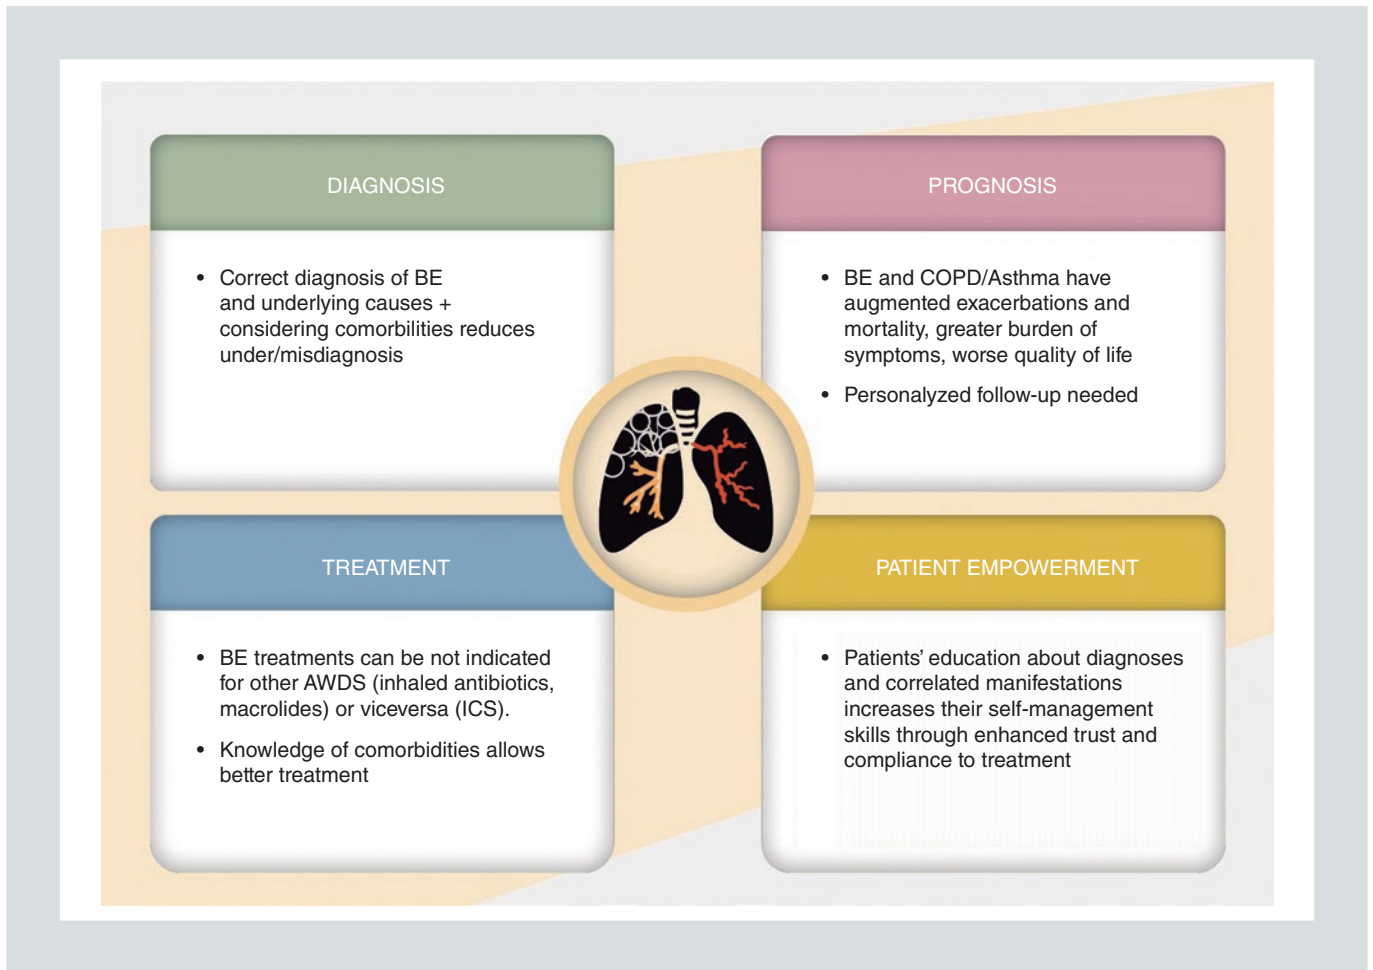 DIAGNOSIS
• Correct diagnosis of BE
and underlying causes +
considering comorbilities reduces
under/misdiagnosis
PROGNOSIS
• BE and COPD/Asthma have
augmented exacerbations and
mortality, greater burden of
symptoms, worse quality of life
• Personalyzed follow-up needed
TREATMENT
• BE treatments can be not indicated
for other AWDS (inhaled antibiotics,
macrolides) or viceversa (ICS).
• Knowledge of comorbidities allows
better treatment
PATIENT EMPOWERMENT
• Patients’ education about diagnoses
and correlated manifestations
increases their self-management
skills through enhanced trust and
compliance to treatment